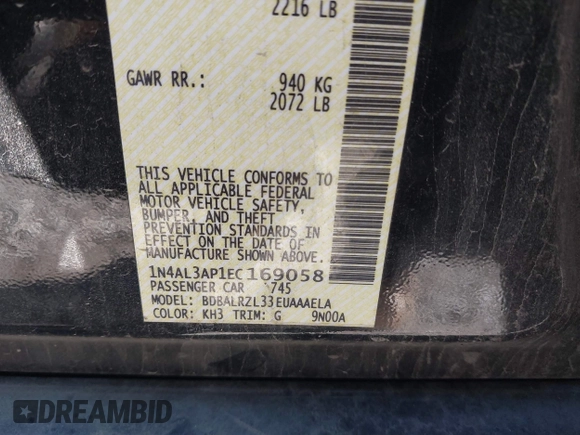 2216 LB
GAWR RR.: 940 KG
2072 LB
THIS VEHICLE CONFORMS TO
ALL APPLICABLE FEDERAL
MOTOR VEHICLE SAFETY,
BUMPER, AND THEFT
PREVENTION STANDARDS
IN EFFECT ON THE DATE OF
MANUFACTURE SHOWN ABOVE.
1N4AL3AP1EC169058
PASSENGER CAR 745
MODEL: BDBALRZL33EUAAAELA
COLOR: KH3 TRIM: G 9N00A
DREAMBID